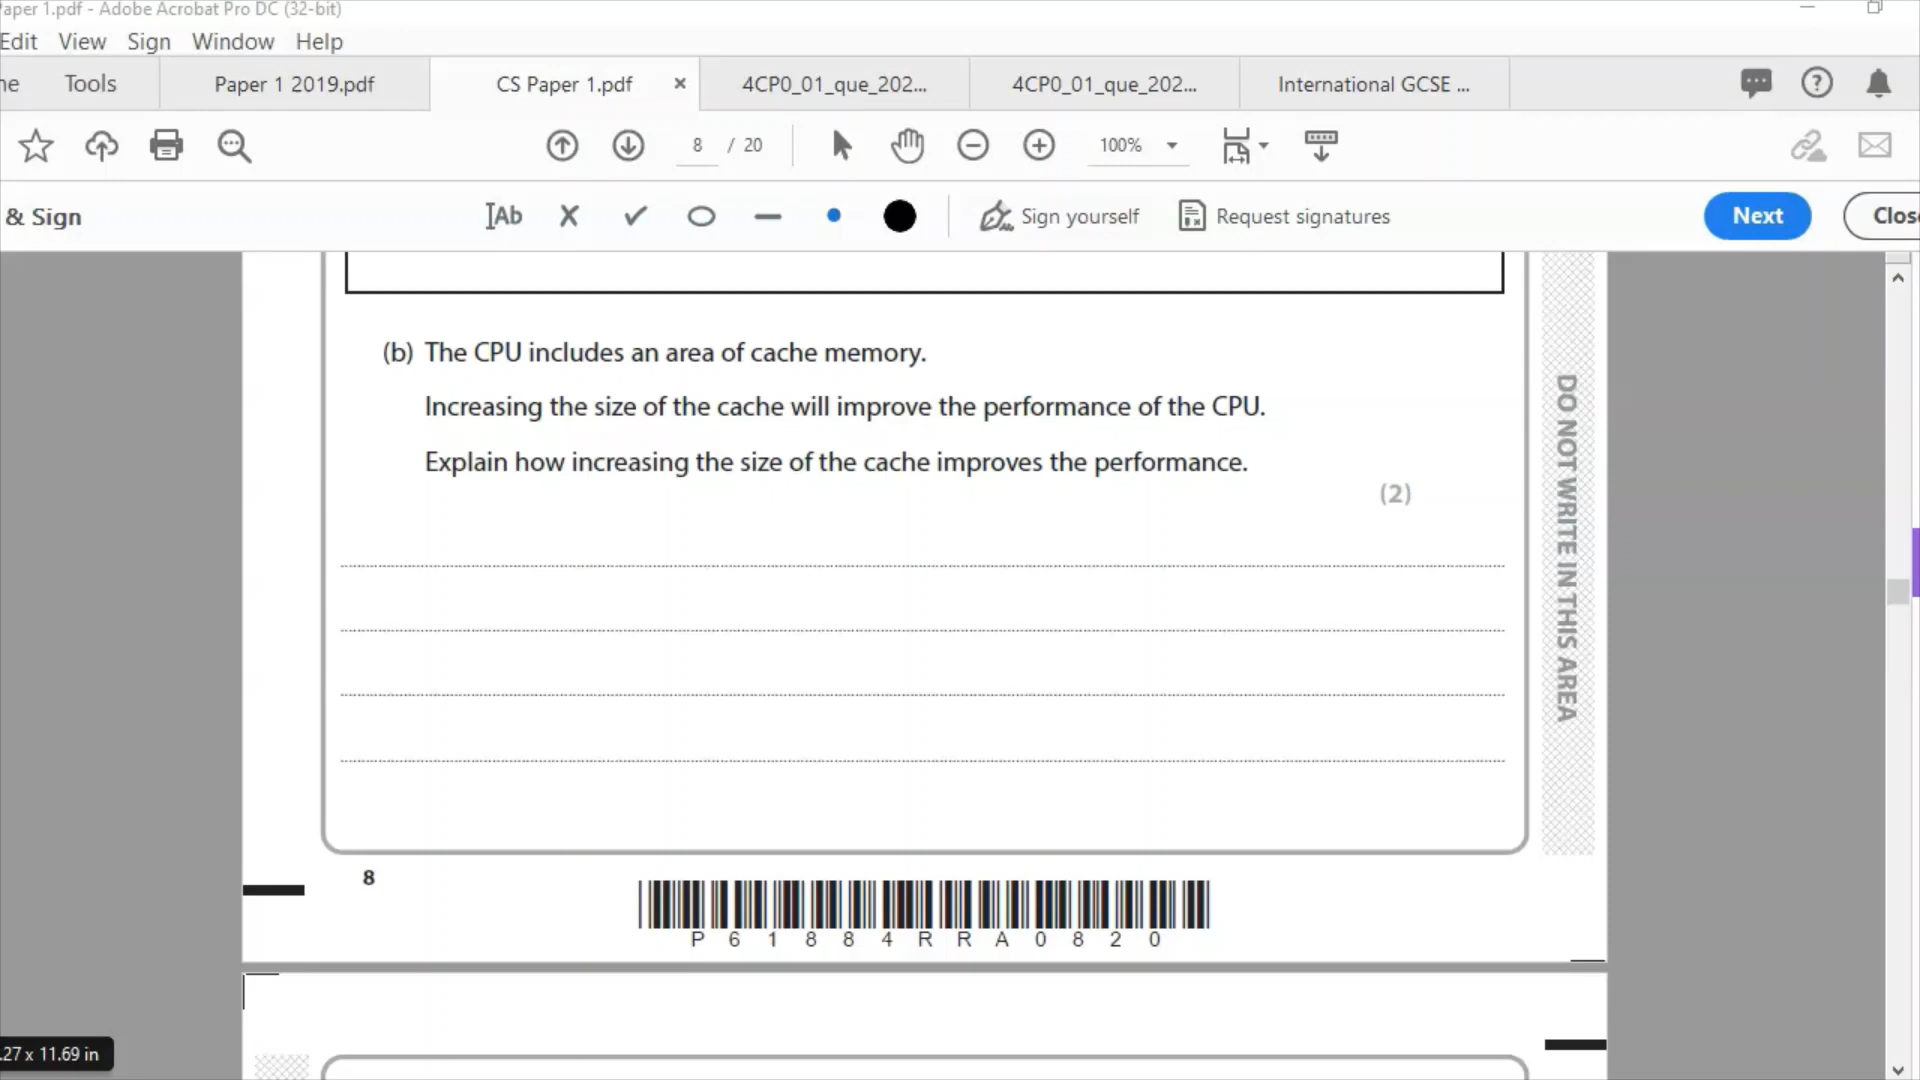 aper 1.pdf - Adobe Acrobat Pro DC (32-bit)
Edit View Sign Window Help
ne Tools Paper 1 2019.pdf CS Paper 1.pdf × 4CP0_01_que_202... 4CP0_01_que_202... International GCSE ...
8 / 20 100%
& Sign Ab Sign yourself Request signatures Next Clos
(b) The CPU includes an area of cache memory.
Increasing the size of the cache will improve the performance of the CPU.
Explain how increasing the size of the cache improves the performance.
(2)
DO NOT WRITE IN THIS AREA
8
P 6 1 8 8 4 R R A 0 8 2 0
.27 x 11.69 in